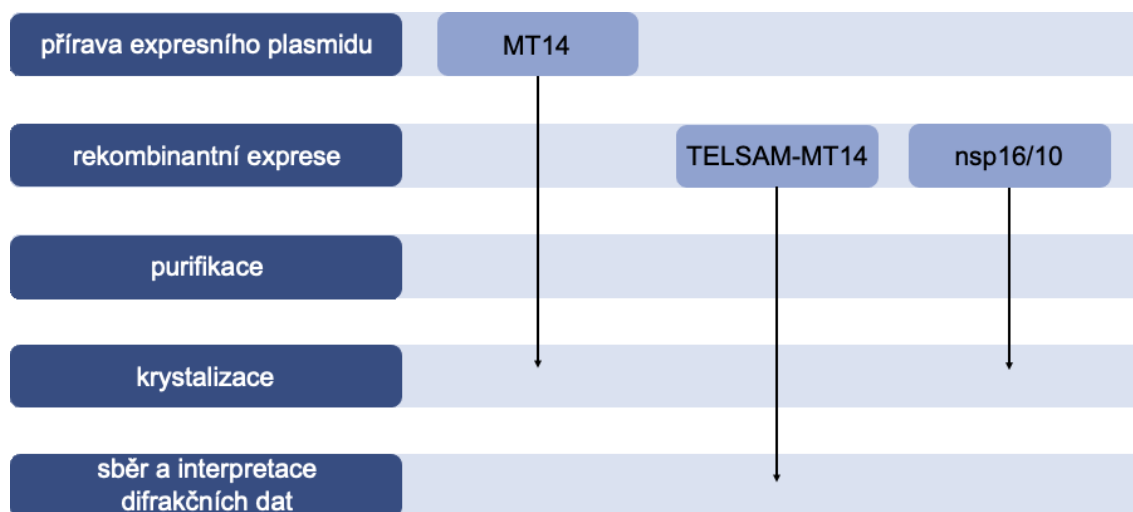 přírava expresního plasmidu
MT14
rekombinantní exprese
TELSAM-MT14
nsp16/10
purifikace
krystalizace
sběr a interpretace
difrakčních dat